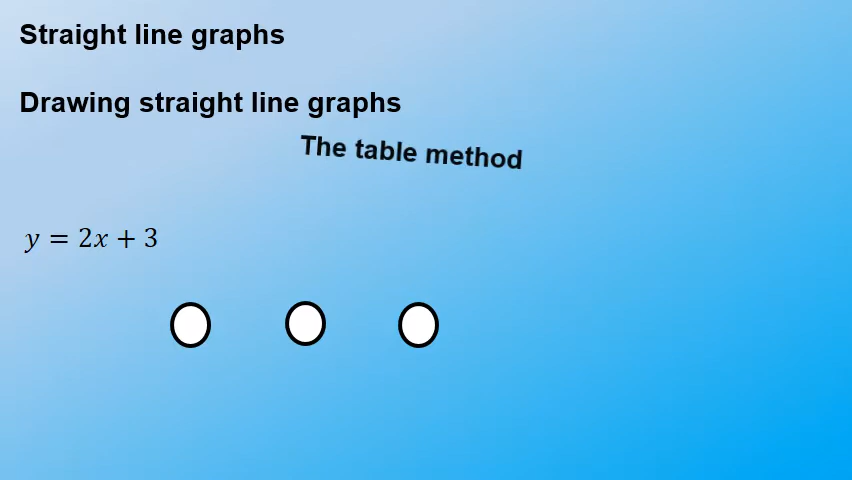 Straight line graphs
Drawing straight line graphs
The table method
y = 2x + 3